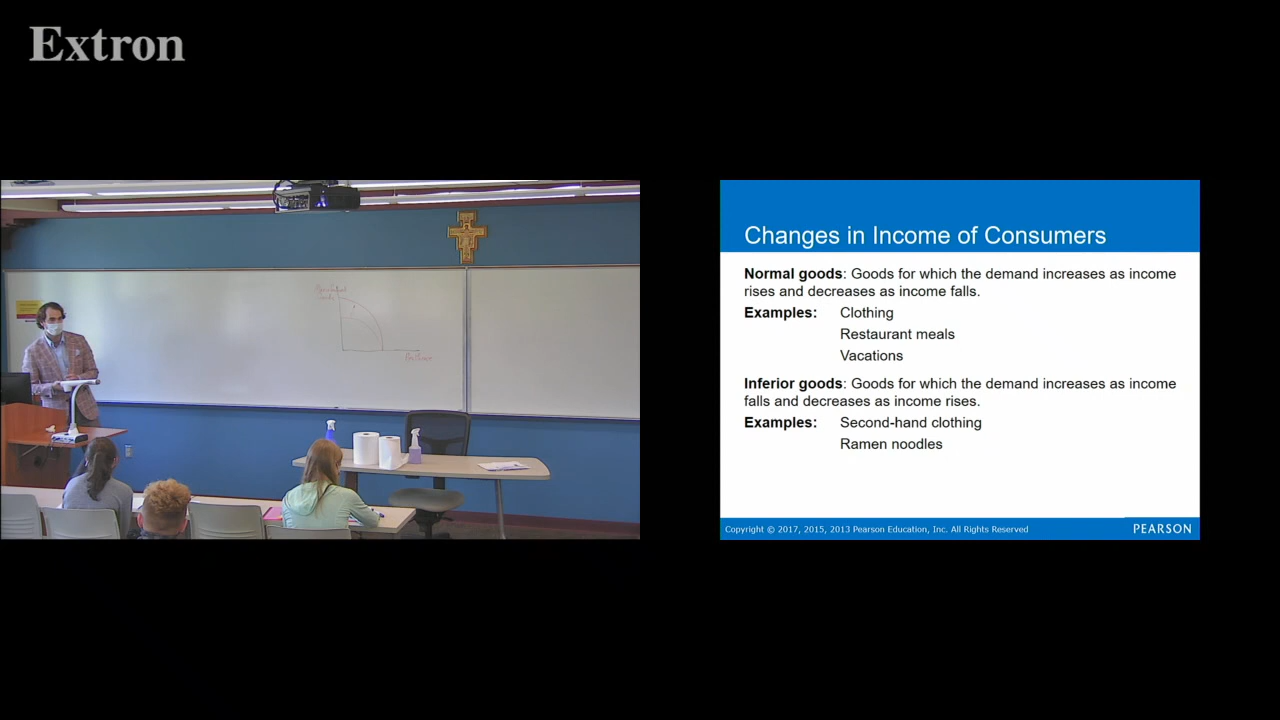 Extron
Changes in Income of Consumers
Normal goods: Goods for which the demand increases as income
rises and decreases as income falls.
Examples: Clothing
Restaurant meals
Vacations
Inferior goods: Goods for which the demand increases as income
falls and decreases as income rises.
Examples: Second-hand clothing
Ramen noodles
Copyright © 2017, 2015, 2013 Pearson Education, Inc. All Rights Reserved
PEARSON